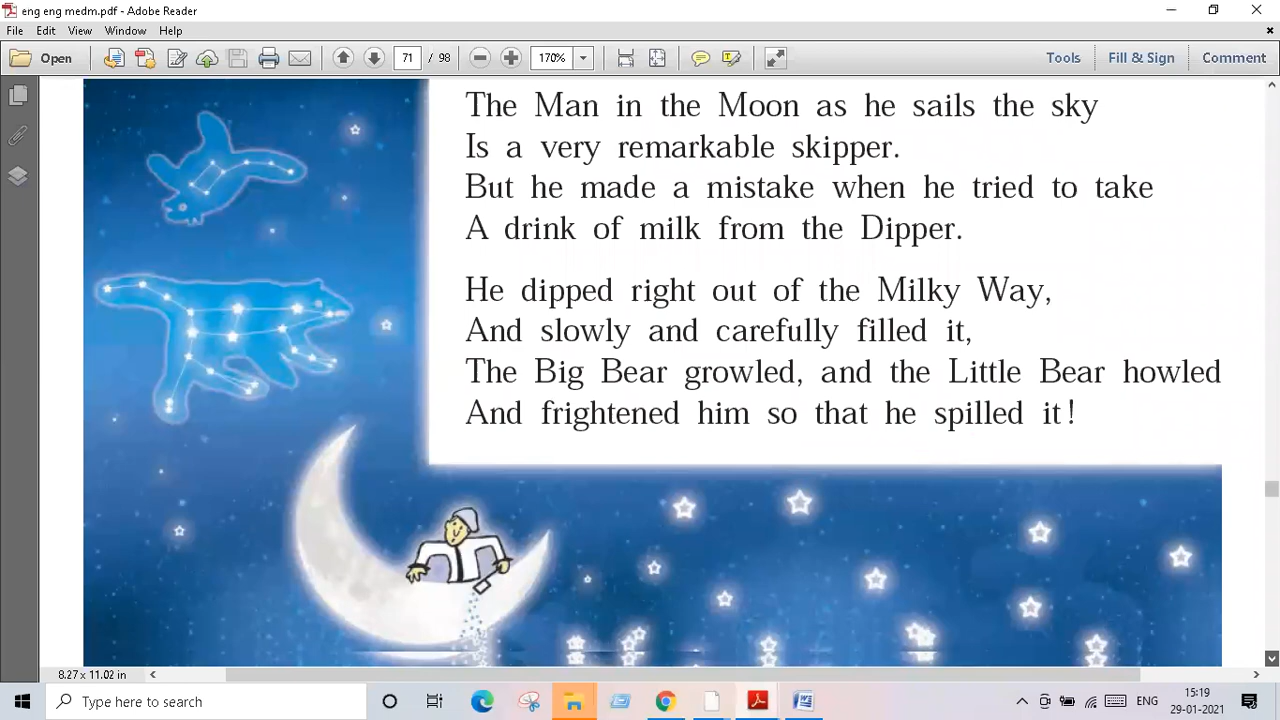 eng eng medm.pdf - Adobe Reader
File Edit View Window Help
Open 71 / 98 170% Tools Fill & Sign Comment
The Man in the Moon as he sails the sky
Is a very remarkable skipper.
But he made a mistake when he tried to take
A drink of milk from the Dipper.
He dipped right out of the Milky Way,
And slowly and carefully filled it,
The Big Bear growled, and the Little Bear howled
And frightened him so that he spilled it!
8.27 x 11.02 in
Type here to search
ENG
15:19
29-01-2021